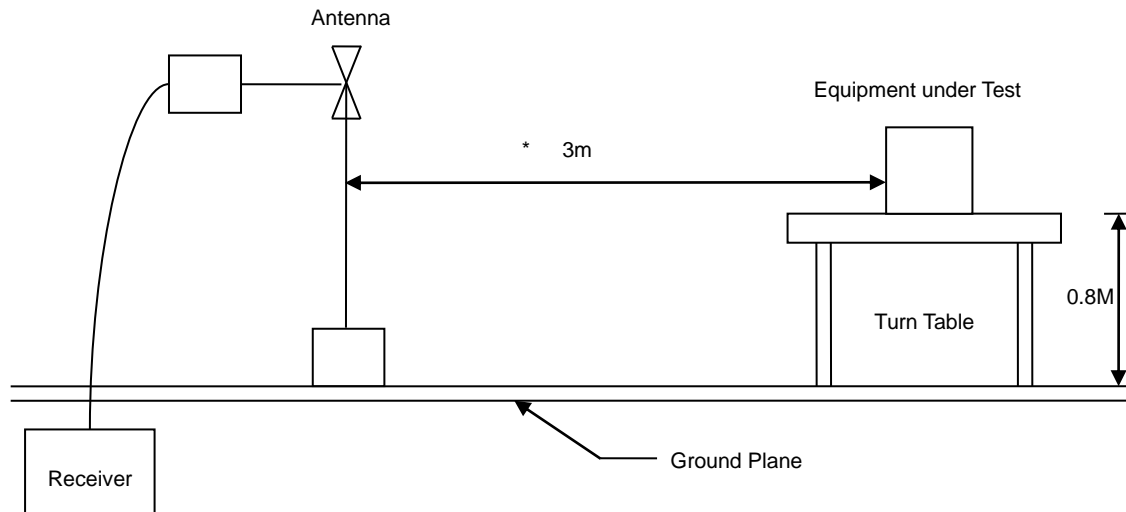 Antenna
Equipment under Test
* 3m
0.8M
Turn Table
Ground Plane
Receiver